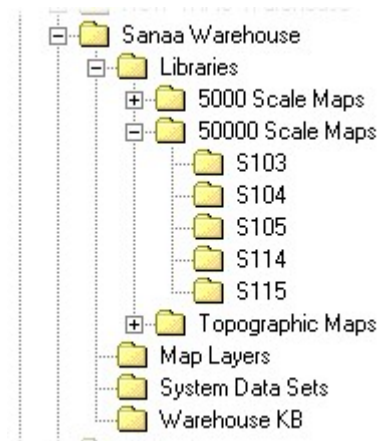 Sanaa Warehouse
Libraries
5000 Scale Maps
50000 Scale Maps
S103
S104
S105
S114
S115
Topographic Maps
Map Layers
System Data Sets
Warehouse KB